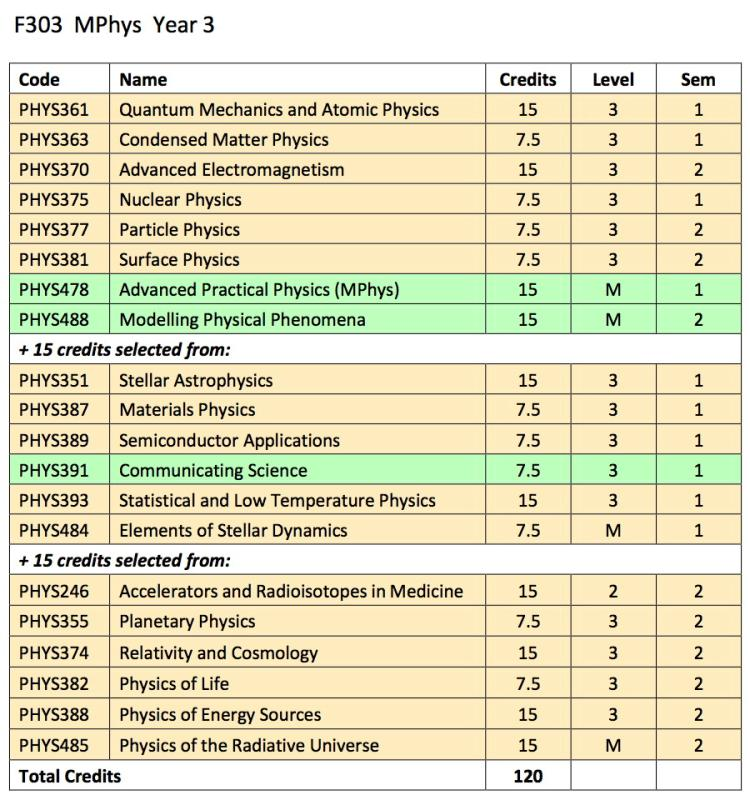 F303 MPhys Year 3
Code Name Credits Level Sem
PHYS361 Quantum Mechanics and Atomic Physics 15 3 1
PHYS363 Condensed Matter Physics 7.5 3 1
PHYS370 Advanced Electromagnetism 15 3 2
PHYS375 Nuclear Physics 7.5 3 1
PHYS377 Particle Physics 7.5 3 2
PHYS381 Surface Physics 7.5 3 2
PHYS478 Advanced Practical Physics (MPhys) 15 M 1
PHYS488 Modelling Physical Phenomena 15 M 2
+ 15 credits selected from:
PHYS351 Stellar Astrophysics 15 3 1
PHYS387 Materials Physics 7.5 3 1
PHYS389 Semiconductor Applications 7.5 3 1
PHYS391 Communicating Science 7.5 3 1
PHYS393 Statistical and Low Temperature Physics 15 3 1
PHYS484 Elements of Stellar Dynamics 7.5 M 1
+ 15 credits selected from:
PHYS246 Accelerators and Radioisotopes in Medicine 15 2 2
PHYS355 Planetary Physics 7.5 3 2
PHYS374 Relativity and Cosmology 15 3 2
PHYS382 Physics of Life 7.5 3 2
PHYS388 Physics of Energy Sources 15 3 2
PHYS485 Physics of the Radiative Universe 15 M 2
Total Credits 120